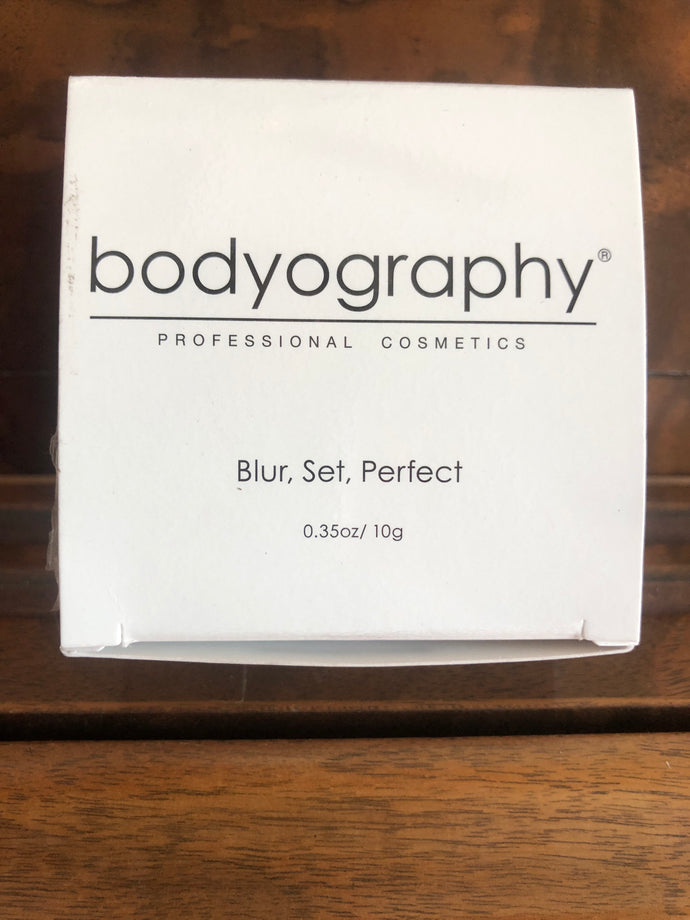 bodyography®
PROFESSIONAL COSMETICS
Blur, Set, Perfect
0.35oz/ 10g